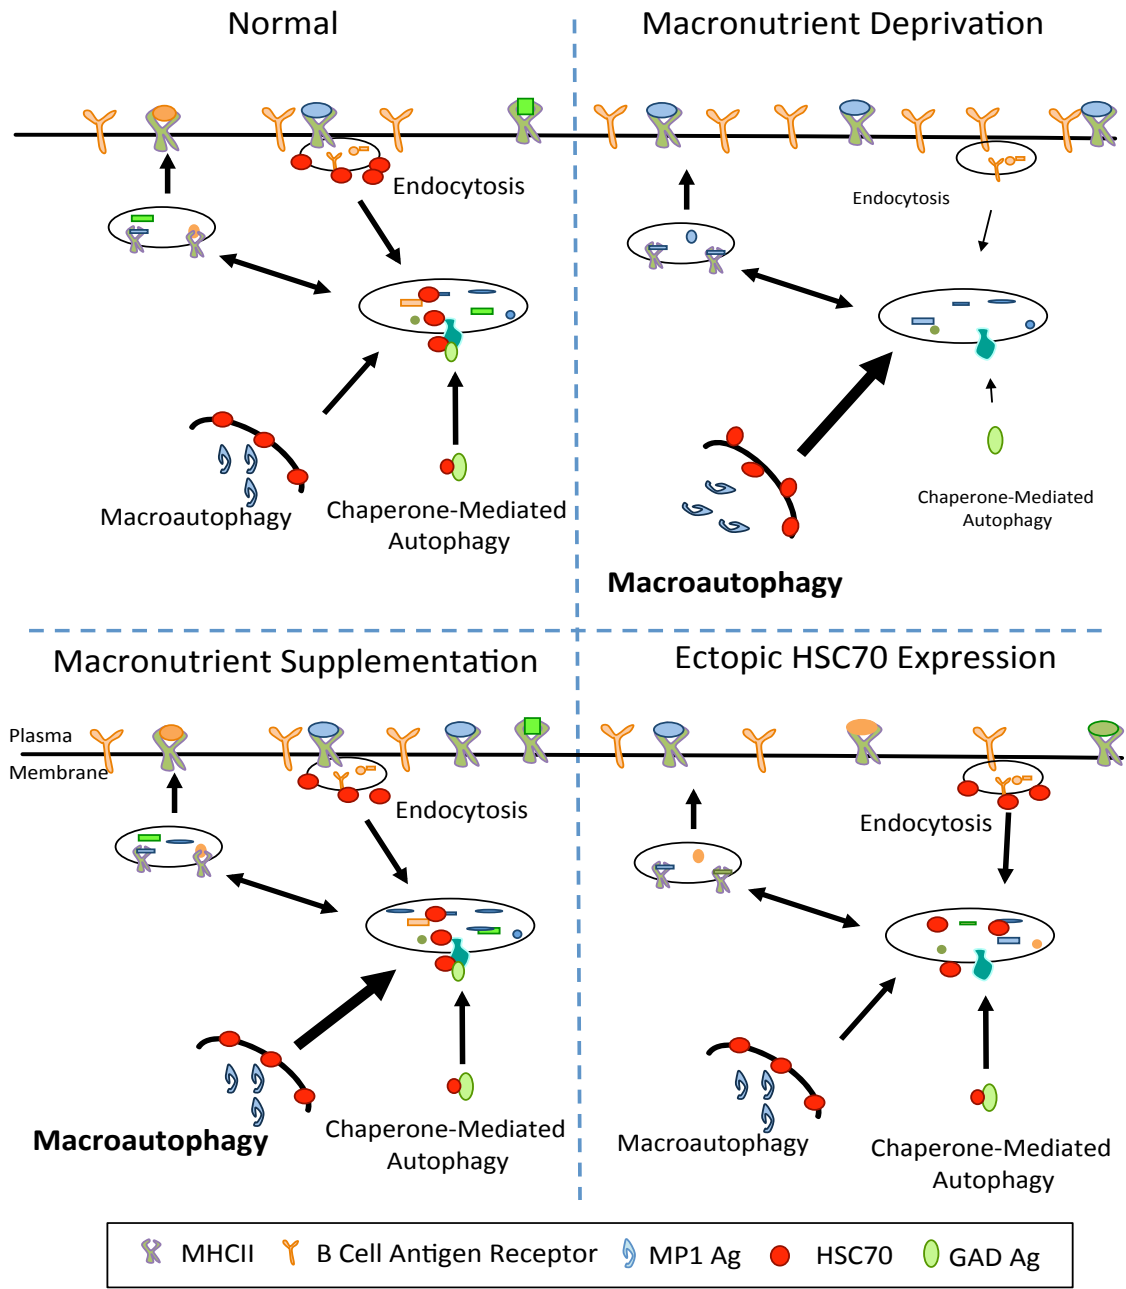 Normal
Macronutrient Deprivation
Endocytosis
Endocytosis
Macroautophagy
Chaperone-Mediated
Autophagy
Chaperone-Mediated
Autophagy
Macroautophagy
Macronutrient Supplementation
Ectopic HSC70 Expression
Plasma
Membrane
Endocytosis
Endocytosis
Macroautophagy
Chaperone-Mediated
Autophagy
Macroautophagy
Chaperone-Mediated
Autophagy
MHCII
B Cell Antigen Receptor
MP1 Ag
HSC70
GAD Ag